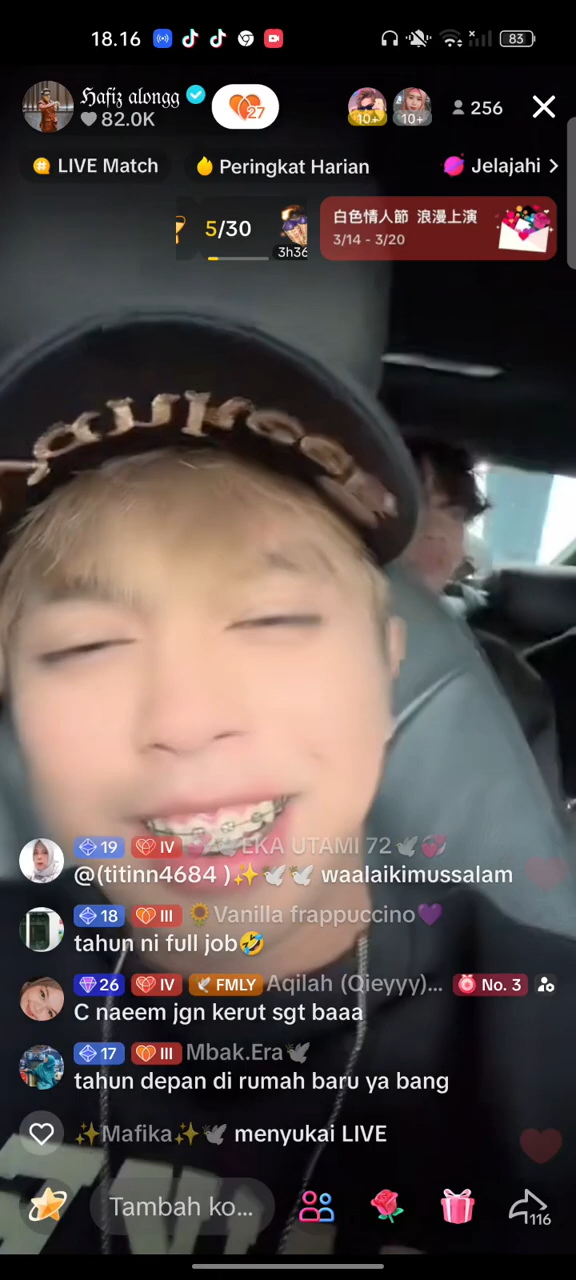 18.16
83
ℌafiz alongg
82.0K
27
10+
10+
256
LIVE Match
Peringkat Harian
Jelajahi >
5/30
3h36
白色情人節 浪漫上演
3/14 - 3/20
19 IV EKA UTAMI 72🕊💞
@(titinn4684 )✨🕊🕊 waalaikimussalam
18 III 🌻Vanilla frappuccino💜
tahun ni full job🤣
26 IV FMLY Aqilah (Qieyyy)... No. 3
C naeem jgn kerut sgt baaa
17 III Mbak.Era🕊
tahun depan di rumah baru ya bang
✨Mafika✨🕊 menyukai LIVE
Tambah ko...
116